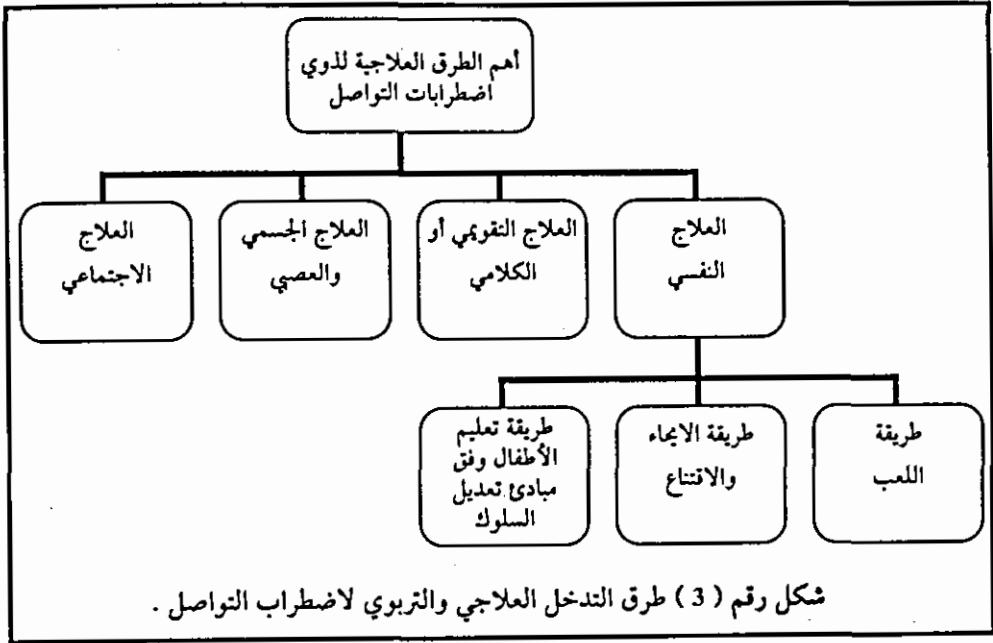 أهم الطرق العلاجية لذوي
اضطرابات التواصل
العلاج
النفسي
العلاج التقويمي أو
الكلامي
العلاج الجسمي
والعصبي
العلاج
الاجتماعي
طريقة
اللعب
طريقة الايحاء
والاقتناع
طريقة تعليم
الأطفال وفق
مبادئ تعديل
السلوك
شكل رقم ( 3 ) طرق التدخل العلاجي والتربوي لاضطراب التواصل .